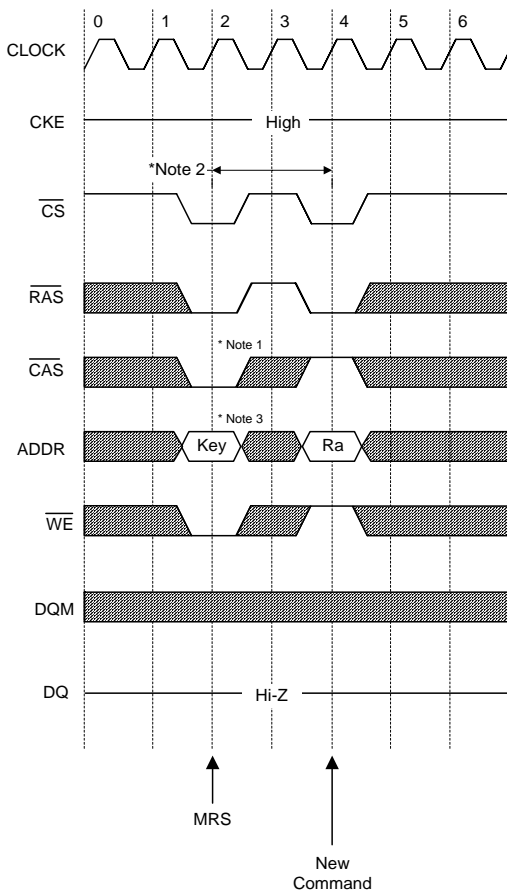 0 1 2 3 4 5 6
CLOCK
CKE
High
*Note 2
CS
RAS
* Note 1
CAS
* Note 3
ADDR
Key
Ra
WE
DQM
DQ
Hi-Z
MRS
New
Command